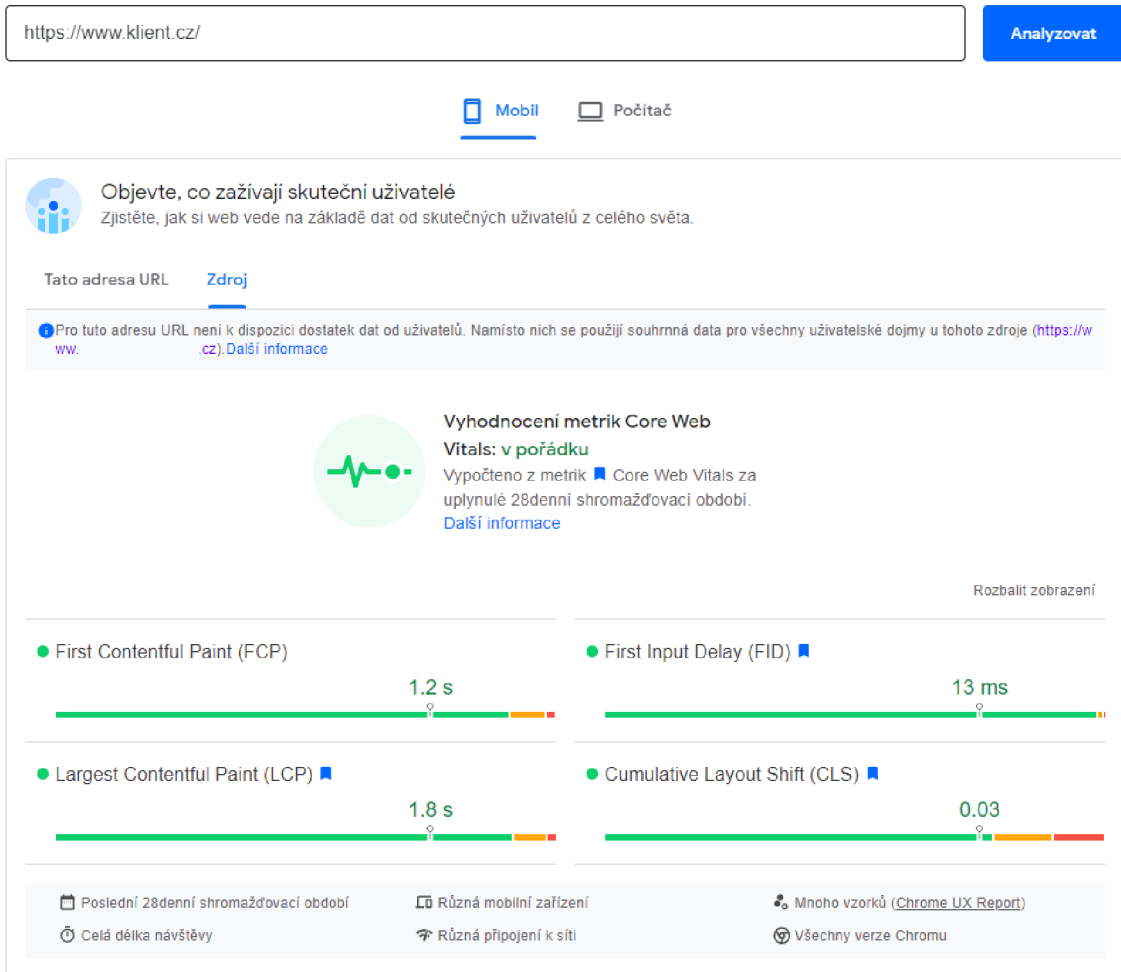 https://www.klient.cz/
Analyzovat
Mobil
Počítač
Objevte, co zažívají skuteční uživatelé
Zjistěte, jak si web vede na základě dat od skutečných uživatelů z celého světa.
Tato adresa URL
Zdroj
Pro tuto adresu URL není k dispozici dostatek dat od uživatelů. Namísto nich se použijí souhrnná data pro všechny uživatelské dojmy u tohoto zdroje (https://w
ww. .cz).Další informace
Vyhodnocení metrik Core Web
Vitals: v pořádku
Vypočteno z metrik Core Web Vitals za
uplynulé 28denní shromažďovací období.
Další informace
Rozbalit zobrazení
First Contentful Paint (FCP)
1.2 s
First Input Delay (FID)
13 ms
Largest Contentful Paint (LCP)
1.8 s
Cumulative Layout Shift (CLS)
0.03
Poslední 28denní shromažďovací období
Různá mobilní zařízení
Mnoho vzorků (Chrome UX Report)
Celá délka návštěvy
Různá připojení k síti
Všechny verze Chromu